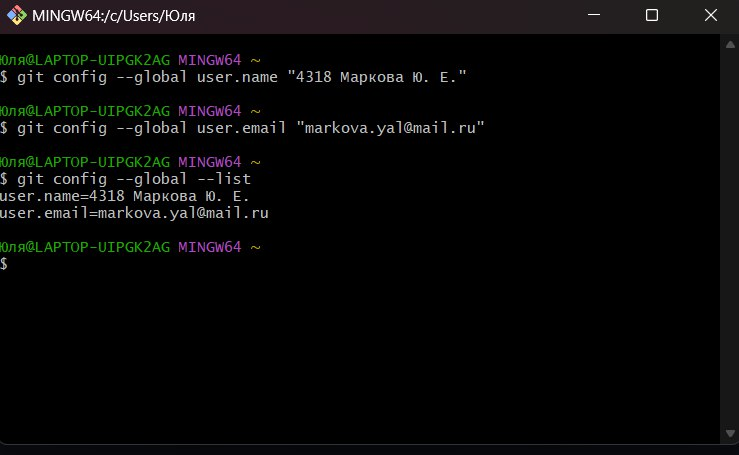 MINGW64:/c/Users/Юля
Юля@LAPTOP-UIPGK2AG MINGW64 ~
$ git config --global user.name "4318 Маркова Ю. Е."
Юля@LAPTOP-UIPGK2AG MINGW64 ~
$ git config --global user.email "markova.yal@mail.ru"
Юля@LAPTOP-UIPGK2AG MINGW64 ~
$ git config --global --list
user.name=4318 Маркова Ю. Е.
user.email=markova.yal@mail.ru
Юля@LAPTOP-UIPGK2AG MINGW64 ~
$